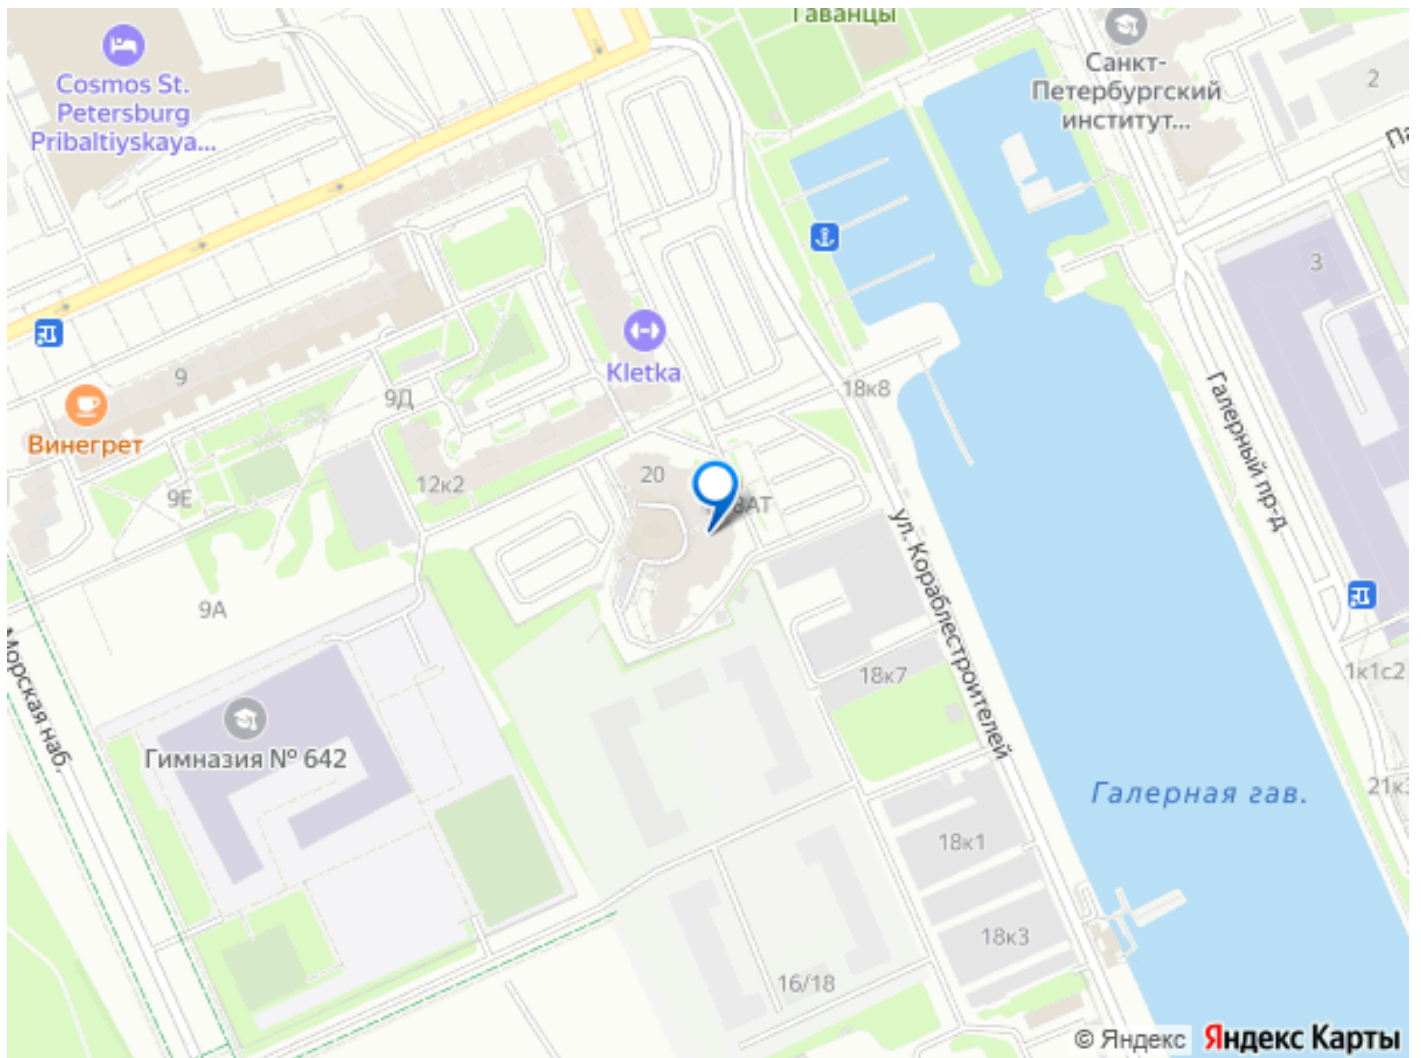 Гаванцы
Cosmos St.
Petersburg
Pribaltiyskaya...
Санкт-
Петербургский
институт...
2
3
Kletka
9
9Д
18к8
Винегрет
Галерный пр-д
20
12к2
9Е
ул. Кораблестроителей
9А
Морская наб.
18к7
1к1с2
Гимназия № 642
Галерная гав.
18к1
18к3
16/18
© Яндекс
Яндекс Карты